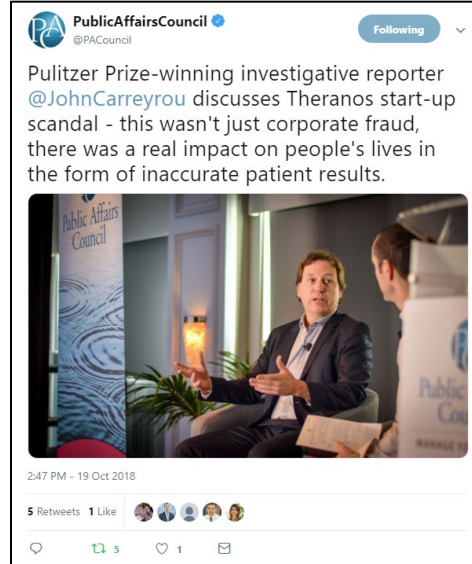 PublicAffairsCouncil
@PACouncil
Following
Pulitzer Prize-winning investigative reporter
@JohnCarreyrou discusses Theranos start-up
scandal - this wasn't just corporate fraud,
there was a real impact on people's lives in
the form of inaccurate patient results.
Public Affairs
Council
Public
Cou
2:47 PM - 19 Oct 2018
5 Retweets 1 Like
5 1